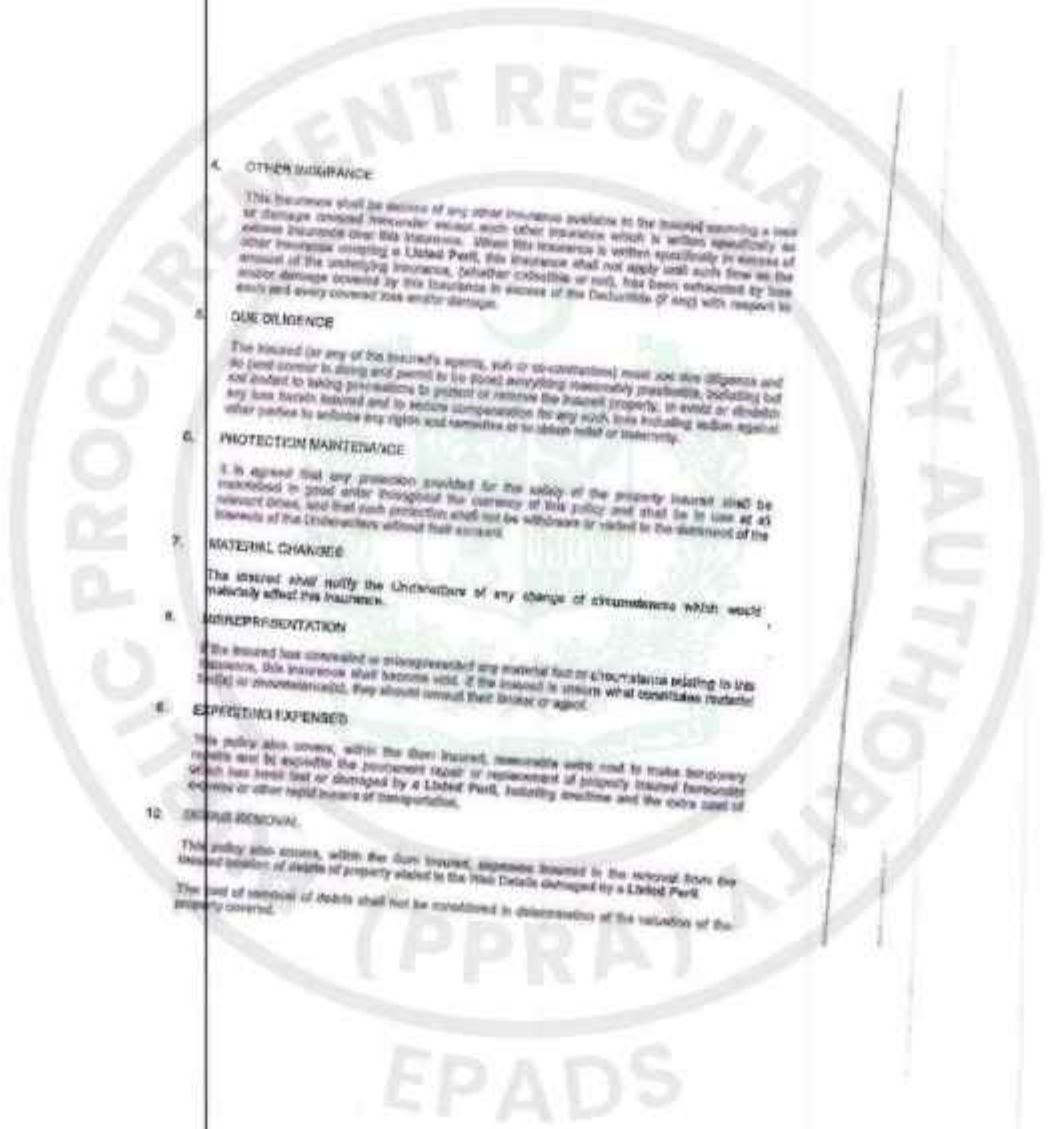 PUBLIC PROCUREMENT REGULATORY AUTHORITY
4. OTHER INSURANCE
This Insurance shall be excess of any other insurance available to the Insured covering a loss
or damage covered hereunder except such other insurance which is written specifically as
excess insurance over this Insurance. When this Insurance is written specifically in excess of
other Insurance covering a Listed Peril, this Insurance shall not apply until such time as the
amount of the underlying insurance, (whether collectible or not), has been exhausted by loss
and/or damage covered by this Insurance in excess of the Deductible (if any) with respect to
each and every covered loss and/or damage.
5. DUE DILIGENCE
The Insured (or any of the Insured's agents, sub or co-contractors) must use due diligence and
do (and concur in doing and permit to be done) everything reasonably practicable, including but
not limited to taking precautions to protect or remove the Insured property, to avoid or diminish
any loss herein insured and to secure compensation for any such loss including action against
other parties to enforce any rights and remedies or to obtain relief or indemnity.
6. PROTECTION MAINTENANCE
It is agreed that any protection provided for the safety of the property insured shall be
maintained in good order throughout the currency of this policy and shall be in use at all
relevant times, and that such protection shall not be withdrawn or varied to the detriment of the
interests of the Underwriters without their consent.
7. MATERIAL CHANGES
The Insured shall notify the Underwriters of any change of circumstances which would
materially affect this Insurance.
8. MISREPRESENTATION
If the Insured has concealed or misrepresented any material fact or circumstance relating to this
insurance, this insurance shall become void. If the Insured is unsure what constitutes material
fact(s) or circumstance(s), they should consult their broker or agent.
EXPEDITING EXPENSES
This policy also covers, within the Sum Insured, reasonable extra cost to make temporary
repairs and to expedite the permanent repair or replacement of property insured hereunder
which has been lost or damaged by a Listed Peril, including overtime and the extra cost of
express or other rapid means of transportation.
10. DEBRIS REMOVAL
This policy also covers, within the Sum Insured, expenses incurred in the removal from the
insured location of debris of property stated in the Risk Details damaged by a Listed Peril.
The cost of removal of debris shall not be considered in determination of the valuation of the
property covered.
(PPRA)
EPADS